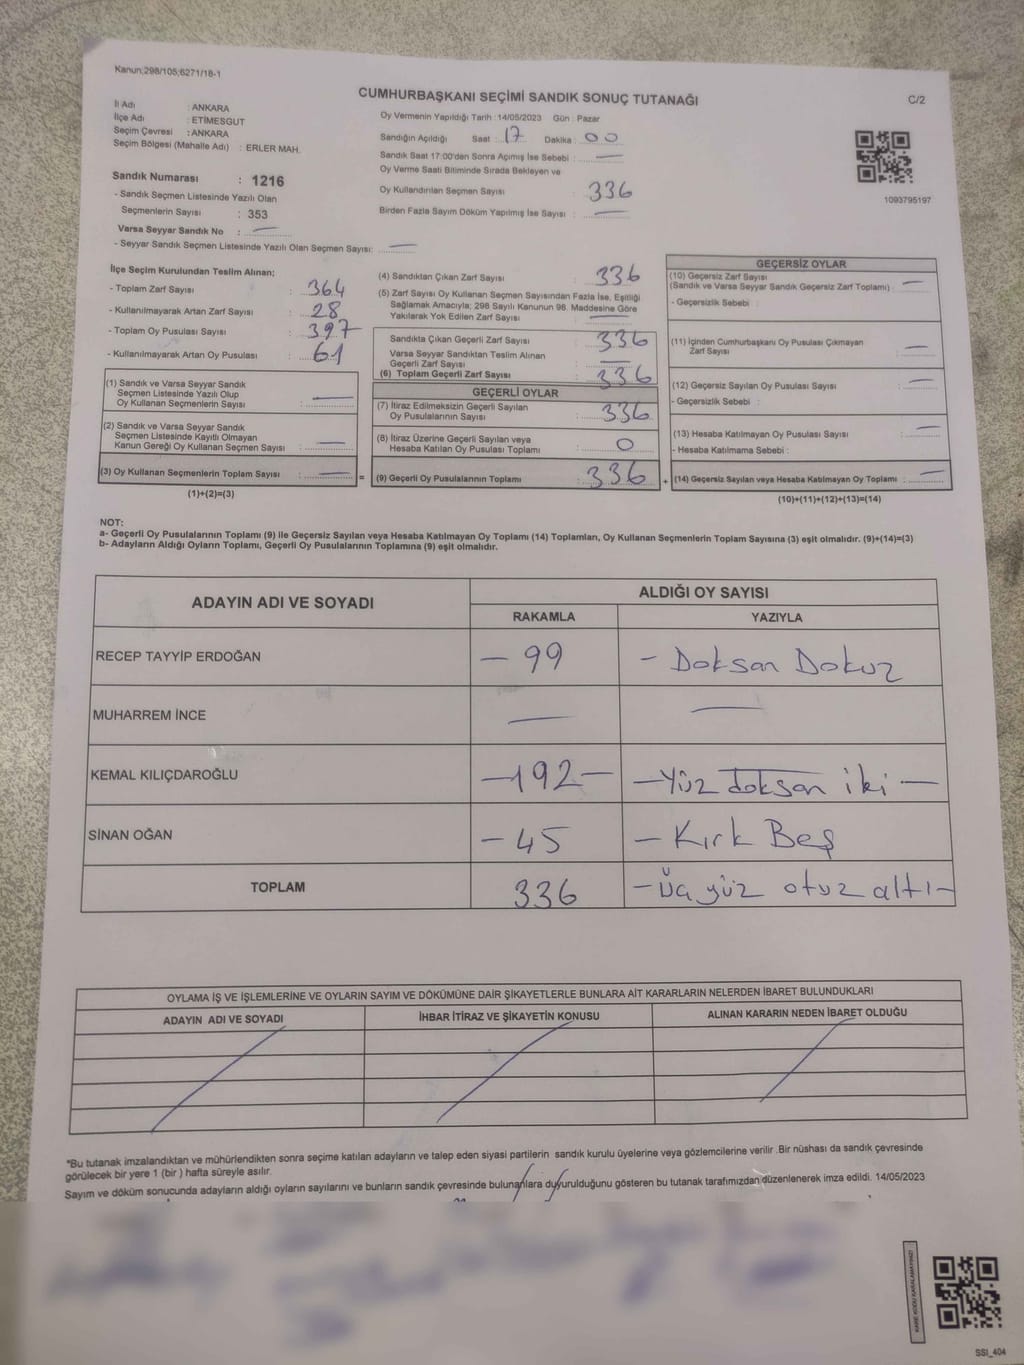 Kanun;298/105;6271/18-1
CUMHURBAŞKANI SEÇİMİ SANDIK SONUÇ TUTANAĞI
C/2
İl Adı : ANKARA
İlçe Adı : ETİMESGUT
Seçim Çevresi : ANKARA
Seçim Bölgesi (Mahalle Adı) : ERLER MAH.
Sandık Numarası : 1216
- Sandık Seçmen Listesinde Yazılı Olan
Seçmenlerin Sayısı : 353
Varsa Seyyar Sandık No : —
- Seyyar Sandık Seçmen Listesinde Yazılı Olan Seçmen Sayısı: —
Oy Vermenin Yapıldığı Tarih : 14/05/2023 Gün : Pazar
Sandığın Açıldığı Saat : 17 Dakika : 00
Sandık Saat 17:00'den Sonra Açımış İse Sebebi : —
Oy Verme Saati Bitiminde Sırada Bekleyen ve
Oy Kullandırılan Seçmen Sayısı : 336
Birden Fazla Sayım Döküm Yapılmış İse Sayısı : —
1093795197
İlçe Seçim Kurulundan Teslim Alınan;
- Toplam Zarf Sayısı : 364
- Kullanılmayarak Artan Zarf Sayısı : 28
- Toplam Oy Pusulası Sayısı : 397
- Kullanılmayarak Artan Oy Pusulası : 61
(1) Sandık ve Varsa Seyyar Sandık
Seçmen Listesinde Yazılı Olup
Oy Kullanan Seçmenlerin Sayısı : —
(2) Sandık ve Varsa Seyyar Sandık
Seçmen Listesinde Kayıtlı Olmayan
Kanun Gereği Oy Kullanan Seçmen Sayısı : —
(3) Oy Kullanan Seçmenlerin Toplam Sayısı : —
(1)+(2)=(3)
(4) Sandıktan Çıkan Zarf Sayısı : 336
(5) Zarf Sayısı Oy Kullanan Seçmen Sayısından Fazla İse, Eşitliği
Sağlamak Amacıyla; 298 Sayılı Kanunun 98. Maddesine Göre
Yakılarak Yok Edilen Zarf Sayısı : —
Sandıkta Çıkan Geçerli Zarf Sayısı : 336
Varsa Seyyar Sandıktan Teslim Alınan
Geçerli Zarf Sayısı : —
(6) Toplam Geçerli Zarf Sayısı : 336
GEÇERLİ OYLAR
(7) İtiraz Edilmeksizin Geçerli Sayılan
Oy Pusulalarının Sayısı : 336
(8) İtiraz Üzerine Geçerli Sayılan veya
Hesaba Katılan Oy Pusulası Toplamı : 0
= (9) Geçerli Oy Pusulalarının Toplamı : 336
GEÇERSİZ OYLAR
(10) Geçersiz Zarf Sayısı
(Sandık ve Varsa Seyyar Sandık Geçersiz Zarf Toplamı) : —
- Geçersizlik Sebebi :
(11) İçinden Cumhurbaşkanı Oy Pusulası Çıkmayan
Zarf Sayısı : —
(12) Geçersiz Sayılan Oy Pusulası Sayısı : —
- Geçersizlik Sebebi :
(13) Hesaba Katılmayan Oy Pusulası Sayısı : —
- Hesaba Katılmama Sebebi :
+ (14) Geçersiz Sayılan veya Hesaba Katılmayan Oy Toplamı : —
(10)+(11)+(12)+(13)=(14)
NOT:
a- Geçerli Oy Pusulalarının Toplamı (9) ile Geçersiz Sayılan veya Hesaba Katılmayan Oy Toplamı (14) Toplamları, Oy Kullanan Seçmenlerin Toplam Sayısına (3) eşit olmalıdır. (9)+(14)=(3)
b- Adayların Aldığı Oyların Toplamı, Geçerli Oy Pusulalarının Toplamına (9) eşit olmalıdır.
ADAYIN ADI VE SOYADI
ALDIĞI OY SAYISI
RAKAMLA YAZIYLA
RECEP TAYYİP ERDOĞAN — 99 - Doksan Dokuz
MUHARREM İNCE — —
KEMAL KILIÇDAROĞLU —192— —Yüz doksan iki —
SİNAN OĞAN — 45 — Kırk Beş
TOPLAM 336 —Üç yüz otuz altı—
OYLAMA İŞ VE İŞLEMLERİNE VE OYLARIN SAYIM VE DÖKÜMÜNE DAİR ŞİKAYETLERLE BUNLARA AİT KARARLARIN NELERDEN İBARET BULUNDUKLARI
ADAYIN ADI VE SOYADI İHBAR İTİRAZ VE ŞİKAYETİN KONUSU ALINAN KARARIN NEDEN İBARET OLDUĞU
*Bu tutanak imzalandıktan ve mühürlendikten sonra seçime katılan adayların ve talep eden siyasi partilerin sandık kurulu üyelerine veya gözlemcilerine verilir .Bir nüshası da sandık çevresinde
görülecek bir yere 1 (bir ) hafta süreyle asılır.
Sayım ve döküm sonucunda adayların aldığı oyların sayılarını ve bunların sandık çevresinde bulunanlara duyurulduğunu gösteren bu tutanak tarafımızdan düzenlenerek imza edildi. 14/05/2023
KARE KODU KARALAMAYINIZ!
SSI_404